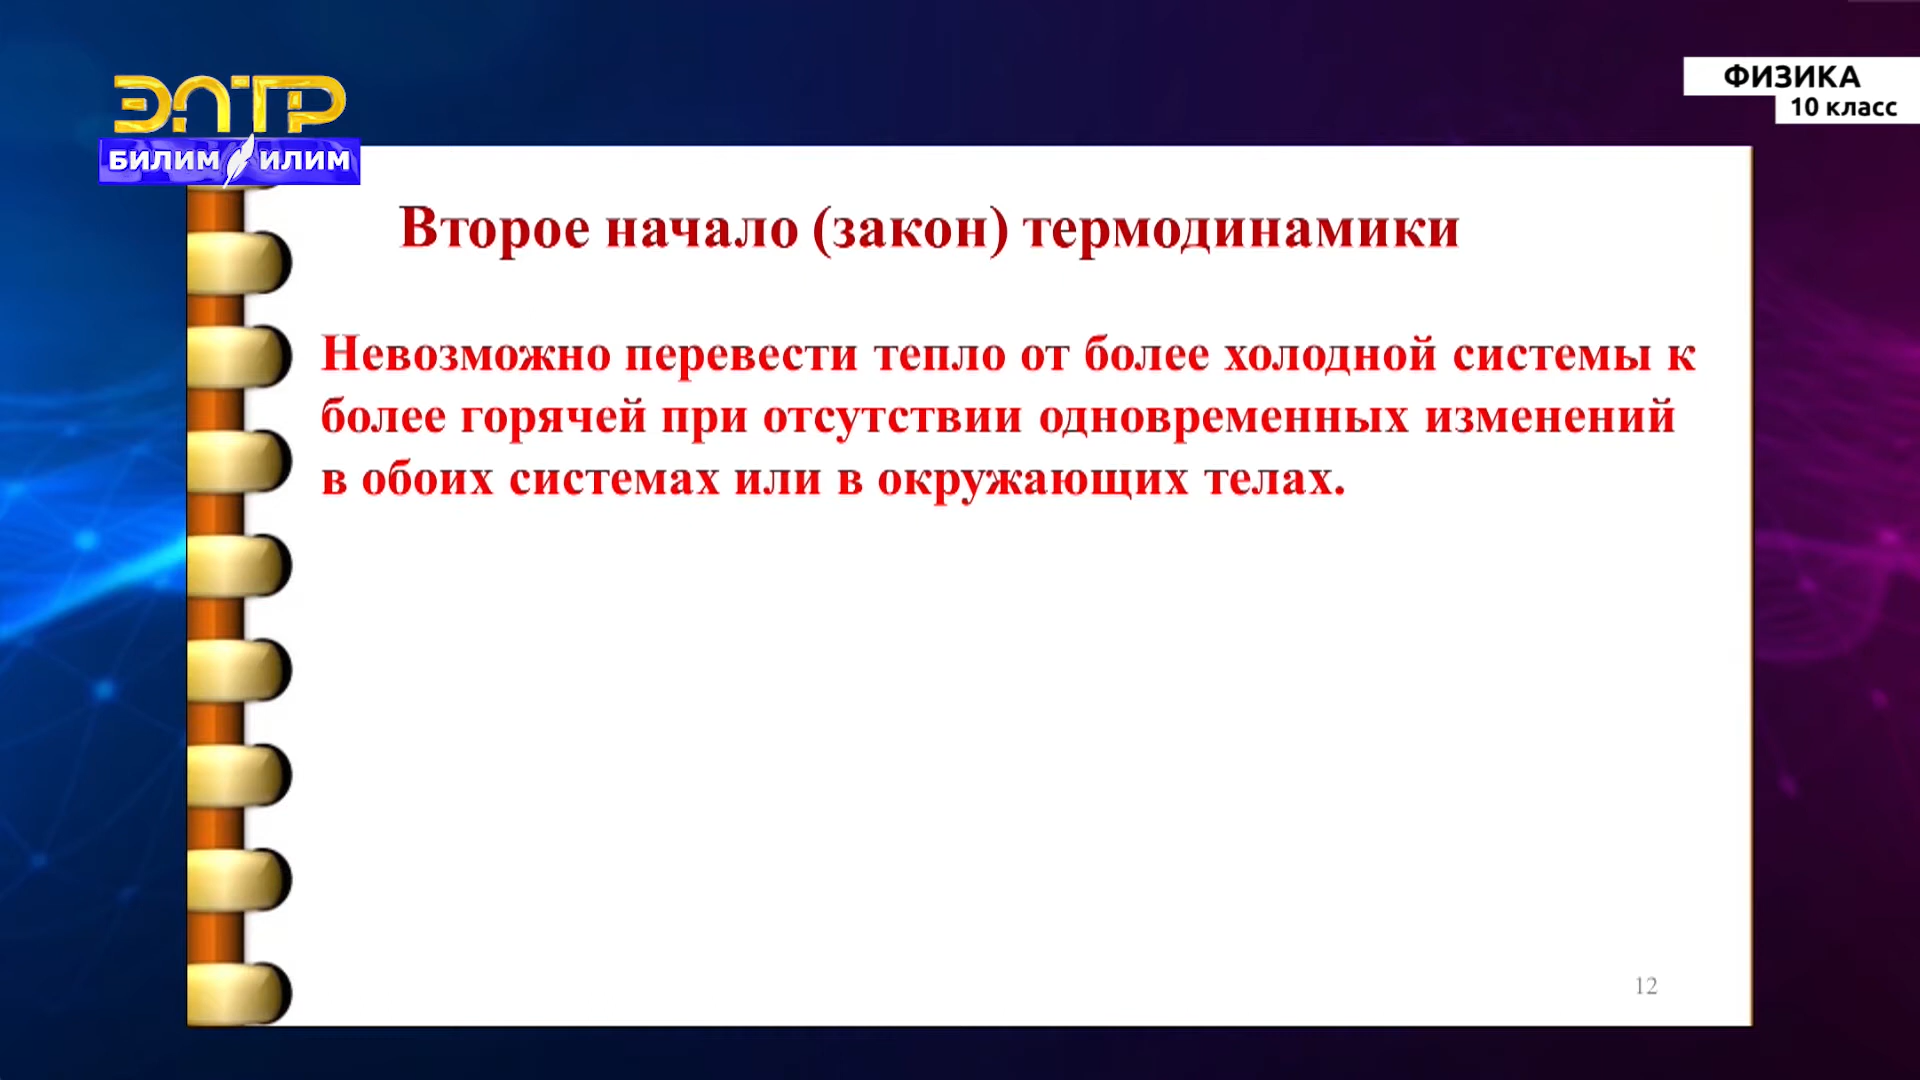 ЭЛТР
БИЛИМ ИЛИМ
ФИЗИКА
10 класс
Второе начало (закон) термодинамики
Невозможно перевести тепло от более холодной системы к
более горячей при отсутствии одновременных изменений
в обоих системах или в окружающих телах.
12